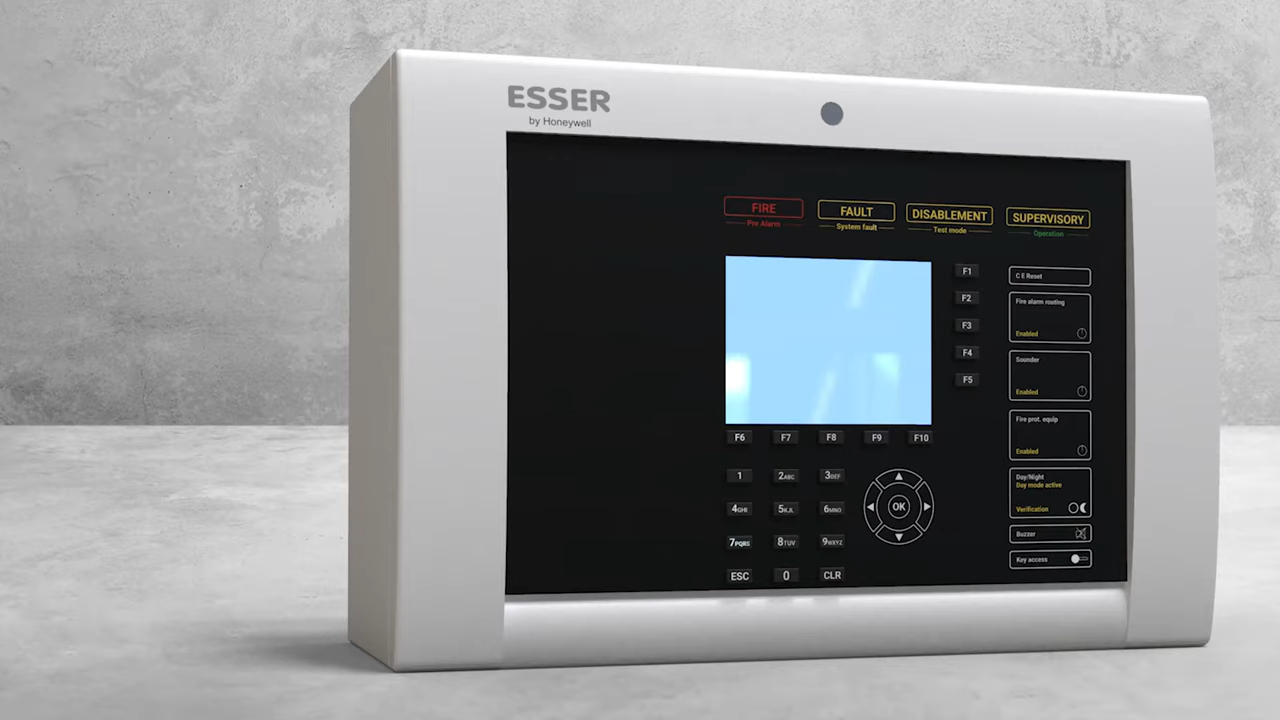 ESSER
by Honeywell
FIRE
Pre Alarm
FAULT
System fault
DISABLEMENT
Test mode
SUPERVISORY
Operation
F1
F2
F3
F4
F5
C E Reset
Fire alarm routing
Enabled
Sounder
Enabled
Fire prot. equip
Enabled
Day/Night
Day mode active
Verification
Buzzer
Key access
F6 F7 F8 F9 F10
1 2ABC 3DEF
4GHI 5KJL 6MNO
7PQRS 8TUV 9WXYZ
ESC 0 CLR
OK